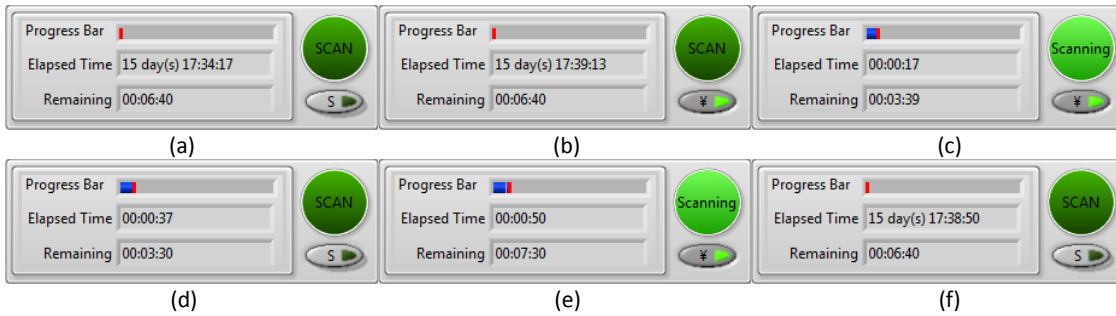 Progress Bar
SCAN
Elapsed Time 15 day(s) 17:34:17
Remaining 00:06:40
S
(a)
Progress Bar
SCAN
Elapsed Time 15 day(s) 17:39:13
Remaining 00:06:40
¥
(b)
Progress Bar
Scanning
Elapsed Time 00:00:17
Remaining 00:03:39
¥
(c)
Progress Bar
SCAN
Elapsed Time 00:00:37
Remaining 00:03:30
S
(d)
Progress Bar
Scanning
Elapsed Time 00:00:50
Remaining 00:07:30
¥
(e)
Progress Bar
SCAN
Elapsed Time 15 day(s) 17:38:50
Remaining 00:06:40
S
(f)